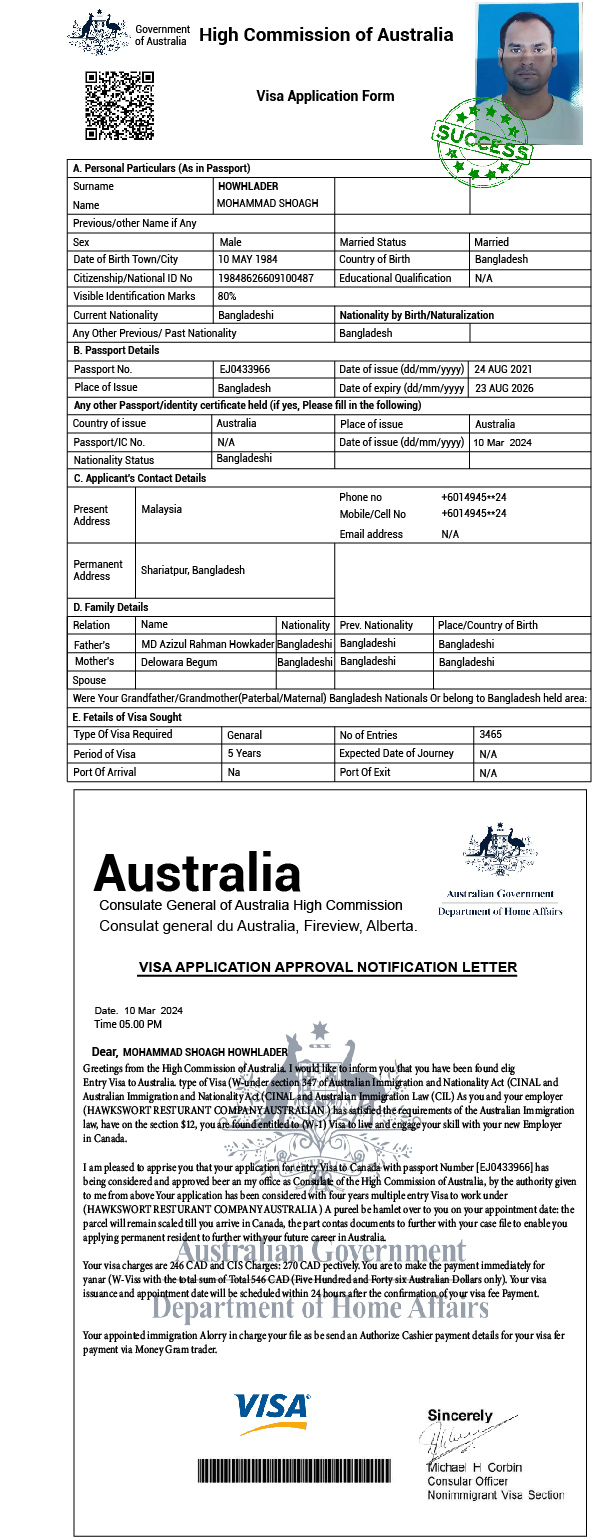 Government
of Australia
High Commission of Australia
Visa Application Form
SUCCESS
A. Personal Particulars (As in Passport)
Surname HOWHLADER
Name MOHAMMAD SHOAGH
Previous/other Name if Any
Sex Male Married Status Married
Date of Birth Town/City 10 MAY 1984 Country of Birth Bangladesh
Citizenship/National ID No 19848626609100487 Educational Qualification N/A
Visible Identification Marks 80%
Current Nationality Bangladeshi Nationality by Birth/Naturalization
Any Other Previous/ Past Nationality Bangladesh
B. Passport Details
Passport No. EJ0433966 Date of issue (dd/mm/yyyy) 24 AUG 2021
Place of Issue Bangladesh Date of expiry (dd/mm/yyyy 23 AUG 2026
Any other Passport/identity certificate held (if yes, Please fill in the following)
Country of issue Australia Place of issue Australia
Passport/IC No. N/A Date of issue (dd/mm/yyyy) 10 Mar 2024
Nationality Status Bangladeshi
C. Applicant's Contact Details
Present Address Malaysia
Phone no +6014945**24
Mobile/Cell No +6014945**24
Email address N/A
Permanent Address Shariatpur, Bangladesh
D. Family Details
Relation Name Nationality Prev. Nationality Place/Country of Birth
Father's MD Azizul Rahman Howkader Bangladeshi Bangladeshi Bangladeshi
Mother's Delowara Begum Bangladeshi Bangladeshi Bangladeshi
Spouse
Were Your Grandfather/Grandmother(Paterbal/Maternal) Bangladesh Nationals Or belong to Bangladesh held area:
E. Fetails of Visa Sought
Type Of Visa Required Genaral No of Entries 3465
Period of Visa 5 Years Expected Date of Journey N/A
Port Of Arrival Na Port Of Exit N/A
Australia
Consulate General of Australia High Commission
Consulat general du Australia, Fireview, Alberta.
Australian Government
Department of Home Affairs
VISA APPLICATION APPROVAL NOTIFICATION LETTER
Date. 10 Mar 2024
Time 05.00 PM
Dear, MOHAMMAD SHOAGH HOWHLADER
Greetings from the High Commission of Australia. I would like to inform you that you have been found elig
Entry Visa to Australia. type of Visa (W-under section 347 of Australian Immigration and Nationality Act (CINAL and
Australian Immigration and Nationality Act (CINAL and Australian Immigration Law (CIL) As you and your employer
(HAWKSWORT RESTURANT COMPANY AUSTRALIAN ) has satisfied the requirements of the Australian Immigration
law, have on the section $12, you are found entitled to (W-1) Visa to live and engage your skill with your new Employer
in Canada.
I am pleased to apprise you that your application for entry Visa to Canada with passport Number [EJ0433966] has
being considered and approved beer an my office as Consulate of the High Commission of Australia, by the authority given
to me from above Your application has been considered with four years multiple entry Visa to work under
(HAWKSWORT RESTURANT COMPANY AUSTRALIA ) A pureel be hamlet over to you on your appointment date: the
parcel will remain scaled till you arrive in Canada, the part contas documents to further with your case file to enable you
applying permanent resident to further with your future career in Australia.
Australian Government
Your visa charges are 246 CAD and CIS Charges: 270 CAD pectively. You are to make the payment immediately for
yanar (W-Viss with the total sum of Total 546 CAD (Five Hundred and Forty six Australian Dollars only). Your visa
issuance and appointment date will be scheduled within 24 hours after the confirmation of your visa fee Payment.
Department of Home Affairs
Your appointed immigration Alorry in charge your file as be send an Authorize Cashier payment details for your visa fer
payment via Money Gram trader.
VISA
Sincerely
Michael H Corbin
Consular Officer
Nonimmigrant Visa Section